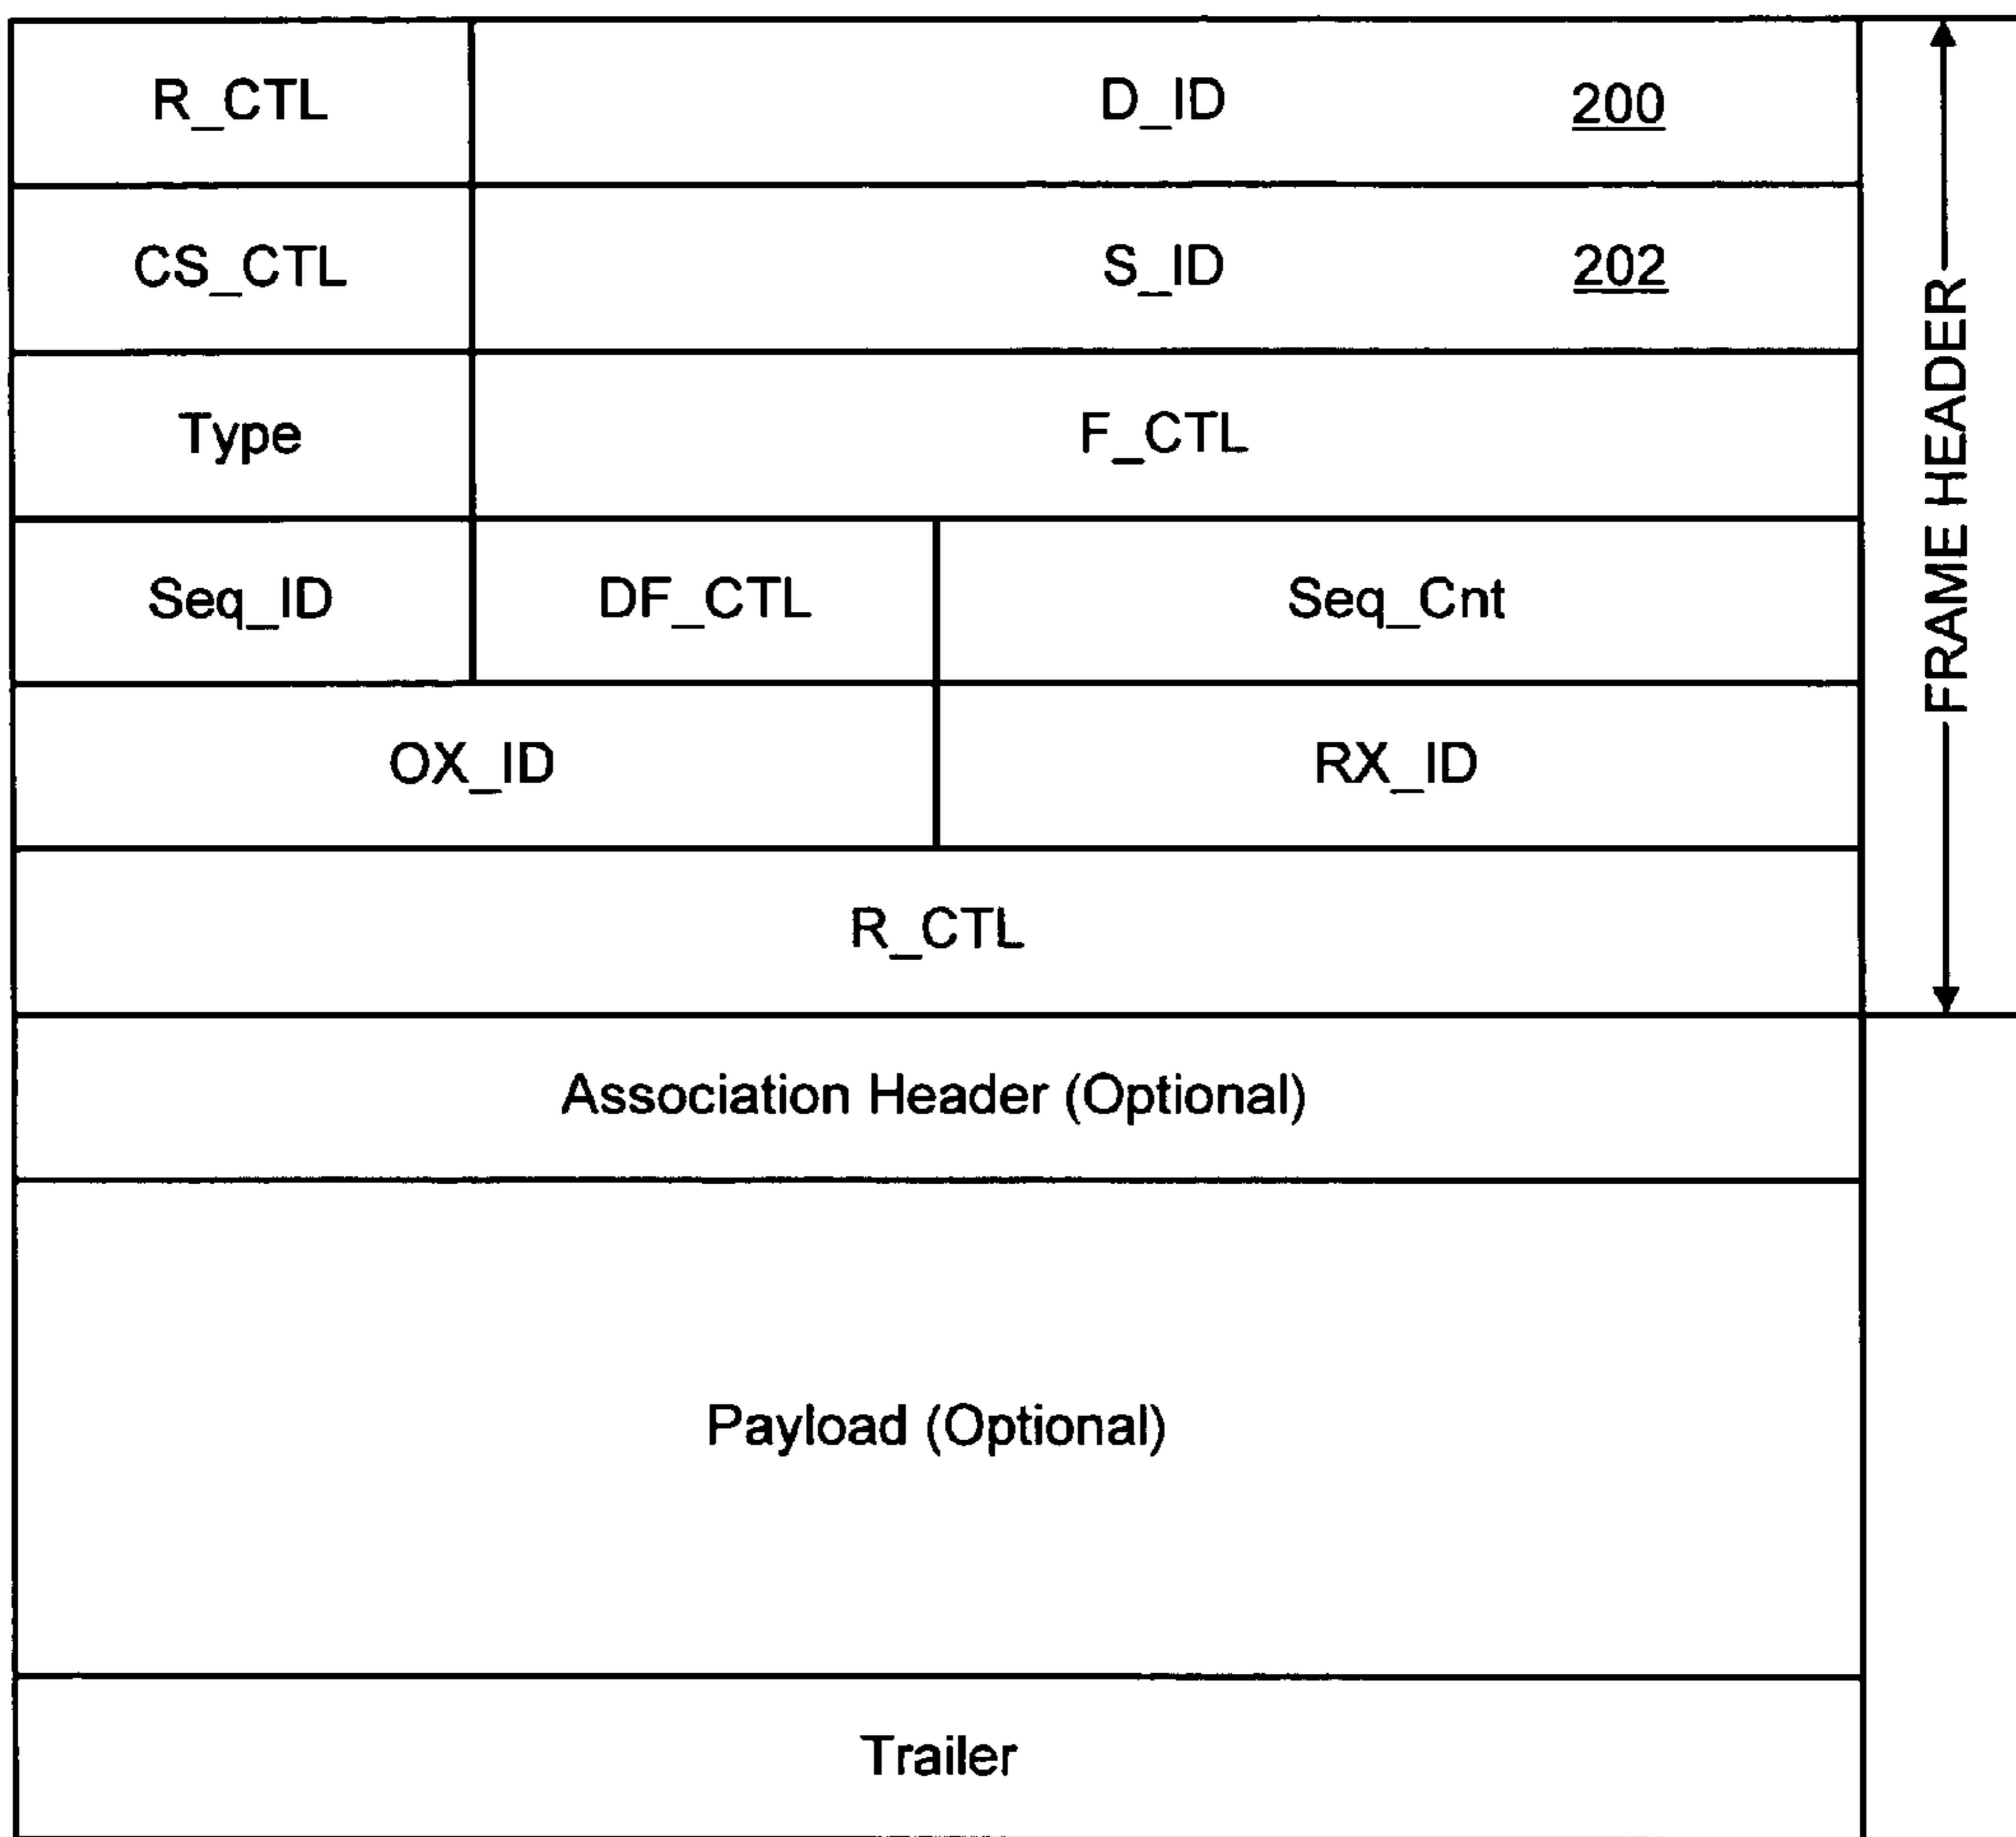 R_CTL D_ID 200
CS_CTL S_ID 202
Type F_CTL
Seq_ID DF_CTL Seq_Cnt
OX_ID RX_ID
R_CTL
Association Header (Optional)
Payload (Optional)
Trailer
FRAME HEADER